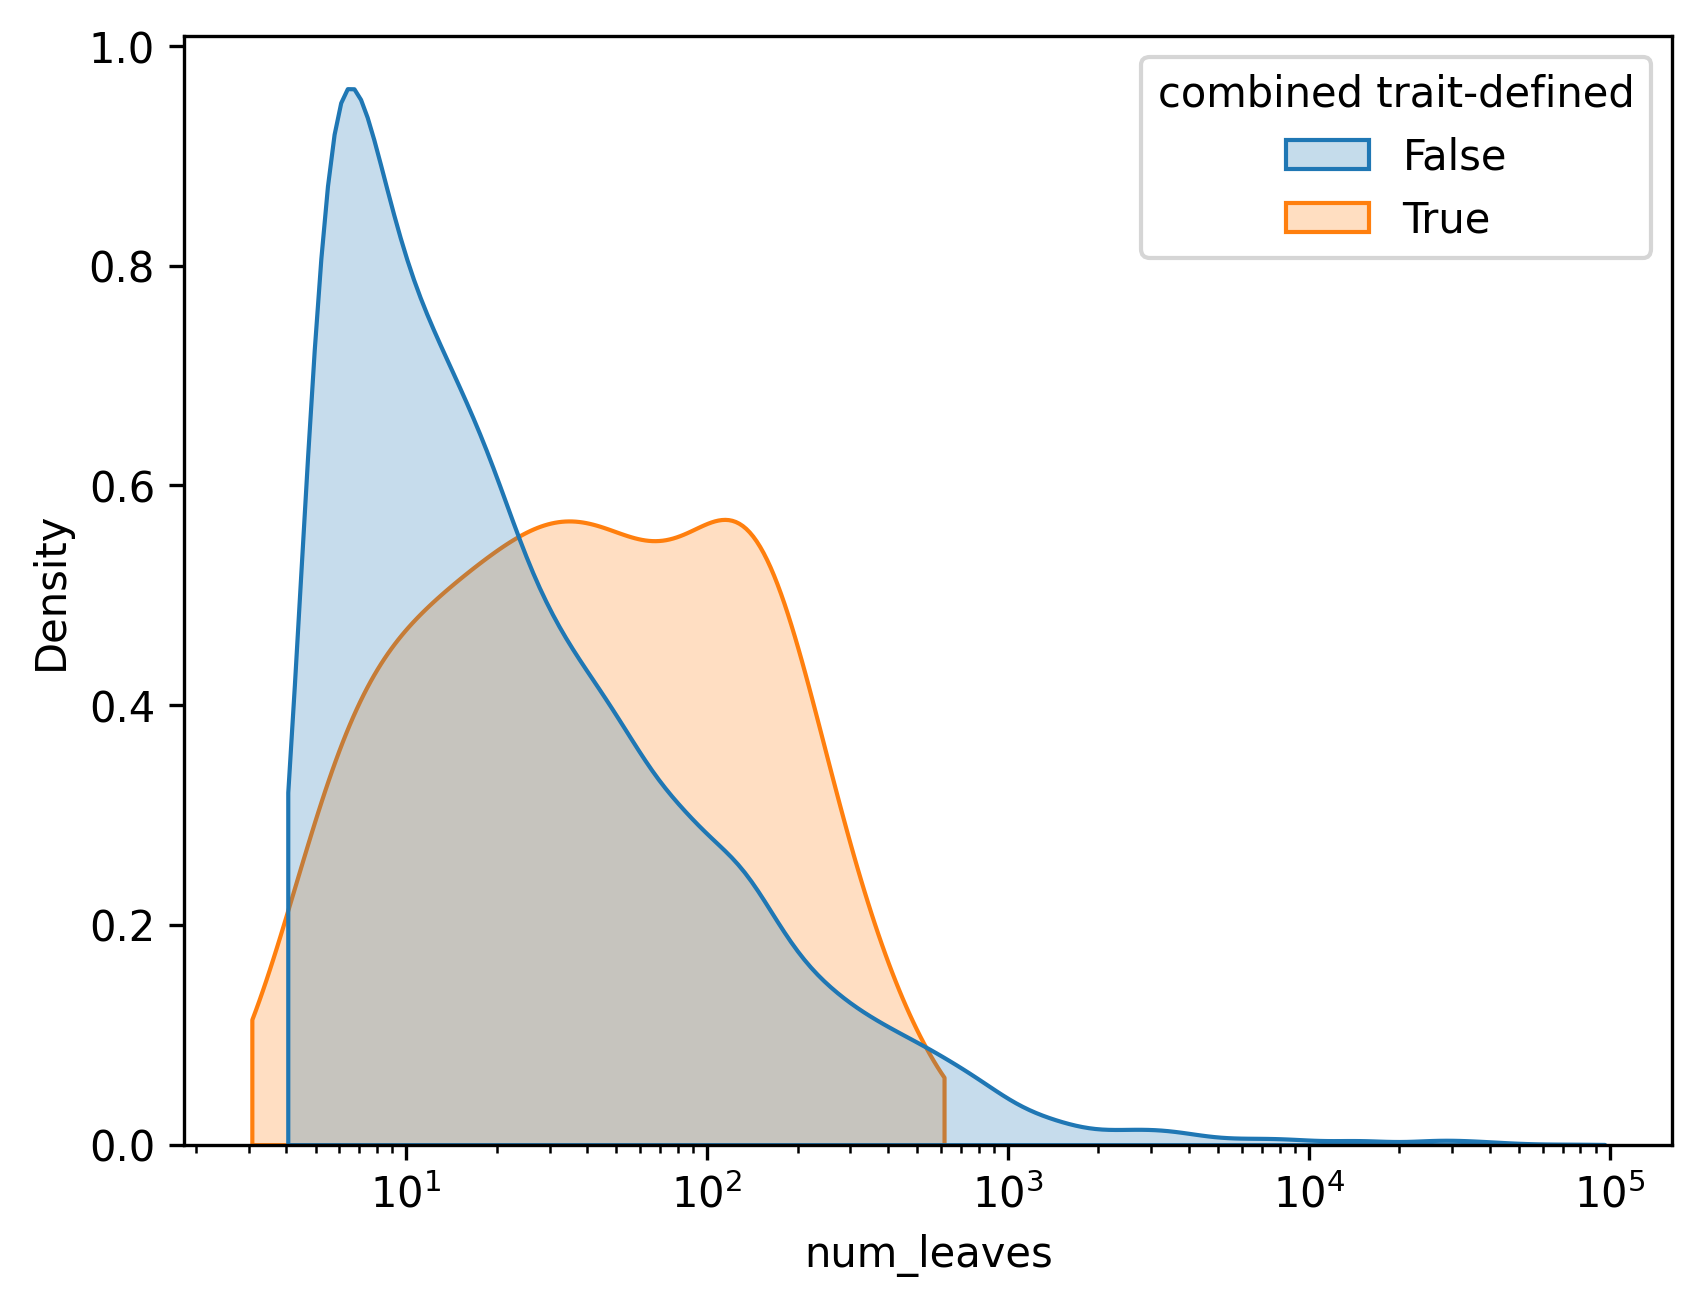 combined trait-defined
False
True
1.0
0.8
0.6
0.4
0.2
0.0
Density
10¹ 10² 10³ 10⁴ 10⁵
num_leaves